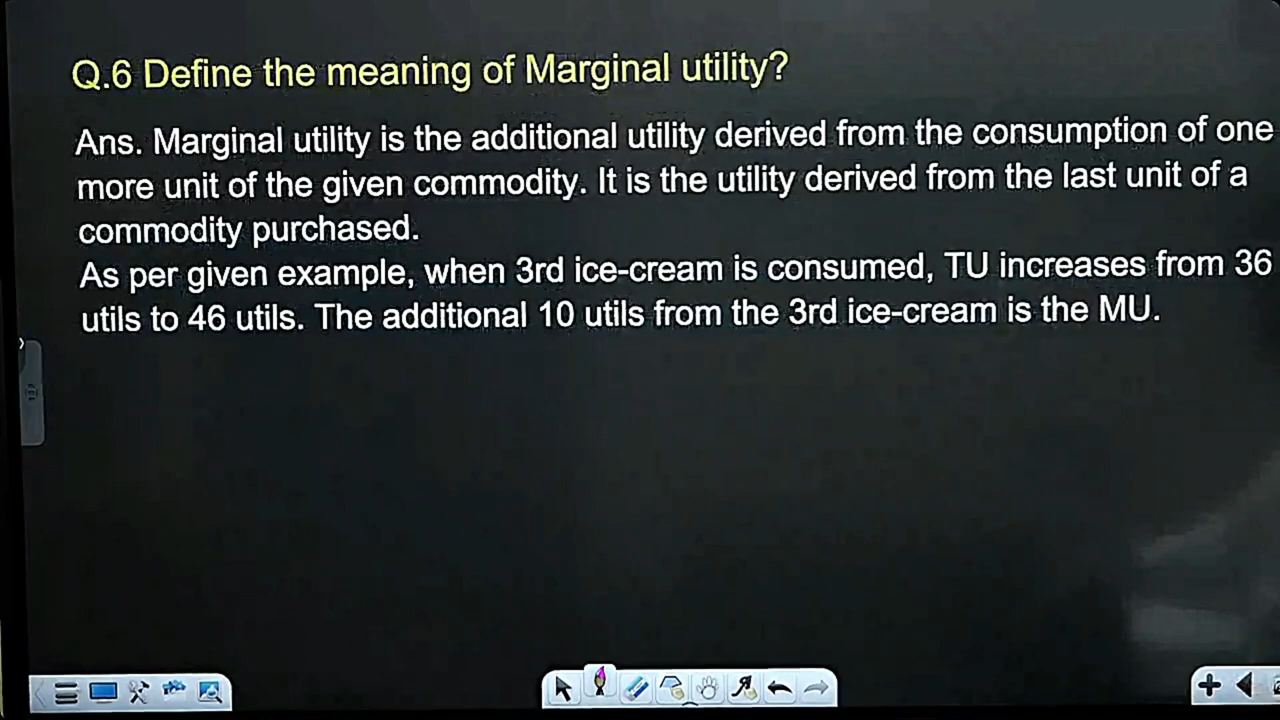 Q.6 Define the meaning of Marginal utility?
Ans. Marginal utility is the additional utility derived from the consumption of one
more unit of the given commodity. It is the utility derived from the last unit of a
commodity purchased.
As per given example, when 3rd ice-cream is consumed, TU increases from 36
utils to 46 utils. The additional 10 utils from the 3rd ice-cream is the MU.